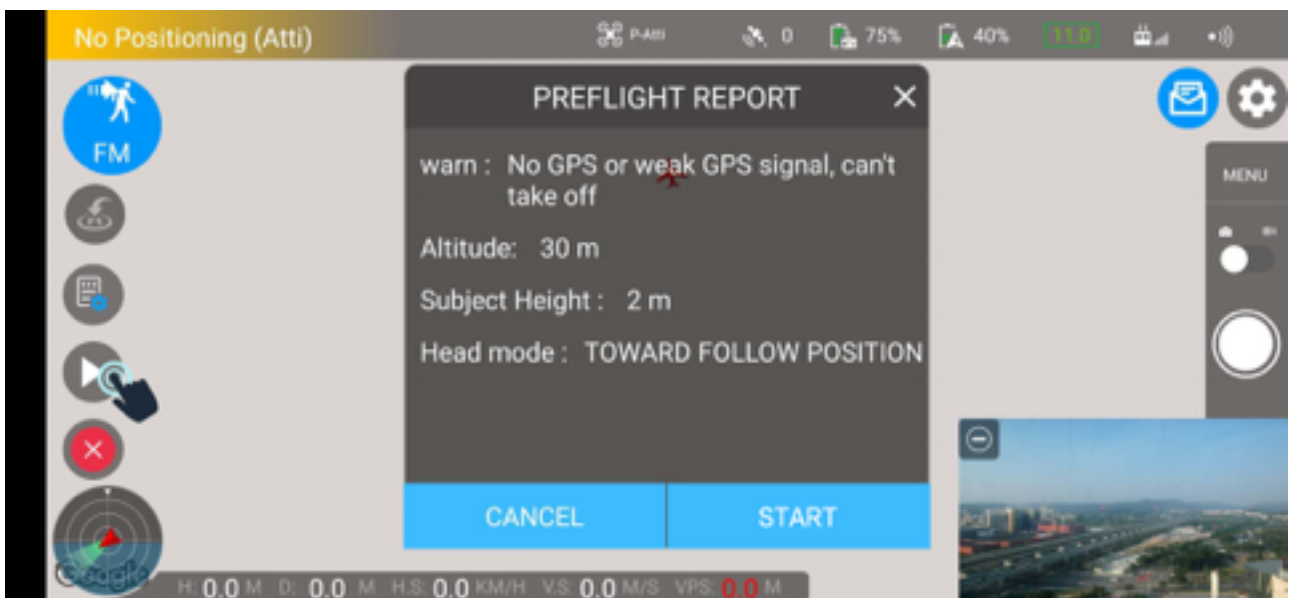 No Positioning (Atti)
P-Atti
0
75%
40%
11.0
PREFLIGHT REPORT
FM
warn : No GPS or weak GPS signal, can't
take off
MENU
Altitude: 30 m
Subject Height : 2 m
Head mode : TOWARD FOLLOW POSITION
CANCEL
START
Google
H: 0.0 M D: 0.0 M H.S: 0.0 KM/H V.S: 0.0 M/S VPS: 0.0 M